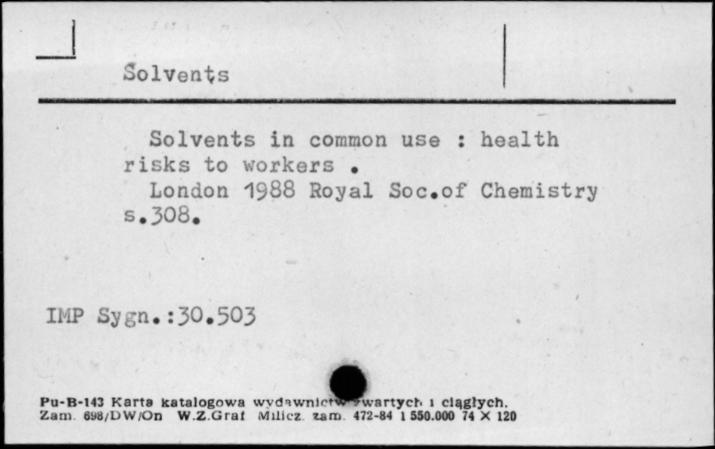 Solvents
Solvents in common use : health
risks to workers .
London 1988 Royal Soc.of Chemistry
s.308.
IMP Sygn.:30.503
Pu-B-143 Karta katalogowa wydawnictw zwartych i ciągłych.
Zam. 698/DW/On W.Z.Graf Milicz. zam. 472-84 1 550.000 74 X 120